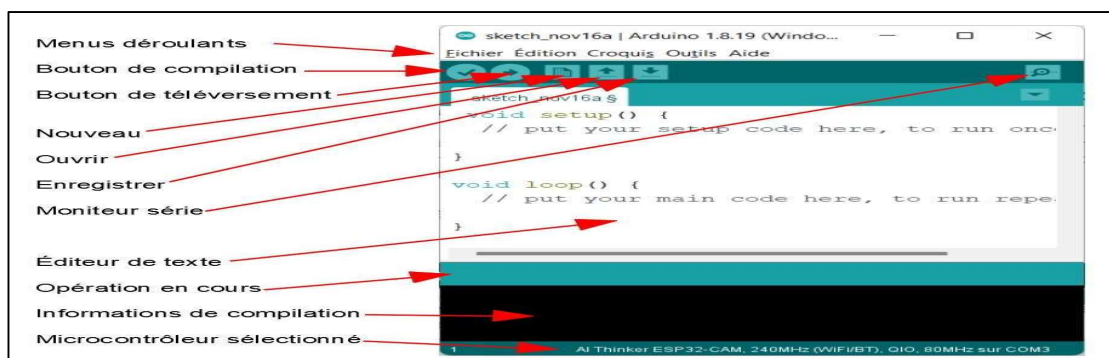 Menus déroulants
Bouton de compilation
Bouton de téléversement
Nouveau
Ouvrir
Enregistrer
Moniteur série
Éditeur de texte
Opération en cours
Informations de compilation
Microcontrôleur sélectionné
sketch_nov16a | Arduino 1.8.19 (Windo...
Fichier Édition Croquis Outils Aide
sketch_nov16a §
void setup() {
// put your setup code here, to run onc
}
void loop() {
// put your main code here, to run repe
}
1 AI Thinker ESP32-CAM, 240MHz (WiFi/BT), QIO, 80MHz sur COM3